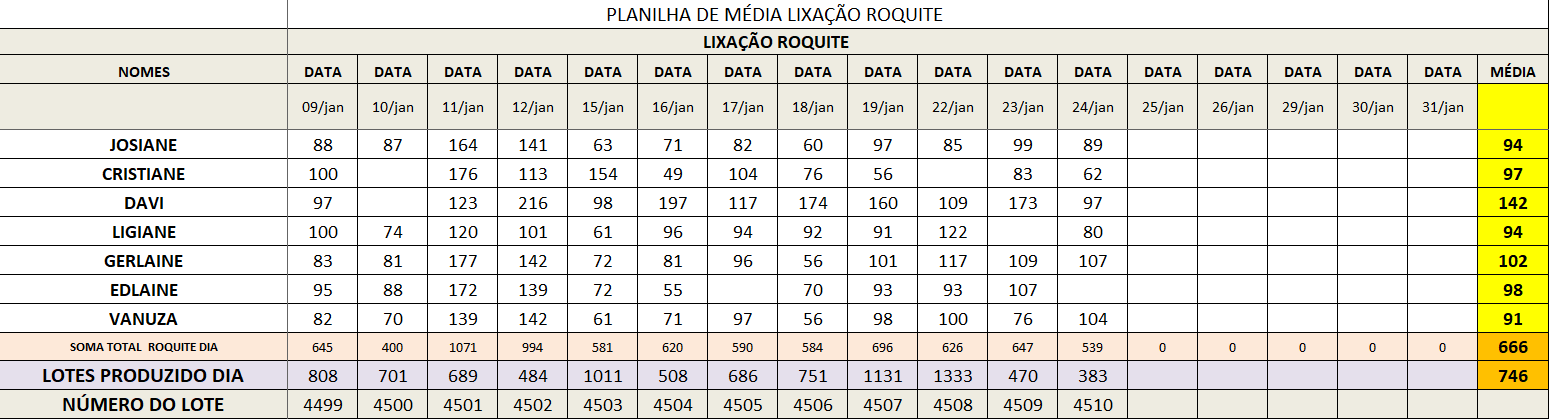 PLANILHA DE MÉDIA LIXAÇÃO ROQUITE
LIXAÇÃO ROQUITE
NOMES DATA DATA DATA DATA DATA DATA DATA DATA DATA DATA DATA DATA DATA DATA DATA DATA DATA MÉDIA
09/jan 10/jan 11/jan 12/jan 15/jan 16/jan 17/jan 18/jan 19/jan 22/jan 23/jan 24/jan 25/jan 26/jan 29/jan 30/jan 31/jan
JOSIANE 88 87 164 141 63 71 82 60 97 85 99 89 94
CRISTIANE 100 176 113 154 49 104 76 56 83 62 97
DAVI 97 123 216 98 197 117 174 160 109 173 97 142
LIGIANE 100 74 120 101 61 96 94 92 91 122 80 94
GERLAINE 83 81 177 142 72 81 96 56 101 117 109 107 102
EDLAINE 95 88 172 139 72 55 70 93 93 107 98
VANUZA 82 70 139 142 61 71 97 56 98 100 76 104 91
SOMA TOTAL ROQUITE DIA 645 400 1071 994 581 620 590 584 696 626 647 539 0 0 0 0 0 666
LOTES PRODUZIDO DIA 808 701 689 484 1011 508 686 751 1131 1333 470 383 746
NÚMERO DO LOTE 4499 4500 4501 4502 4503 4504 4505 4506 4507 4508 4509 4510